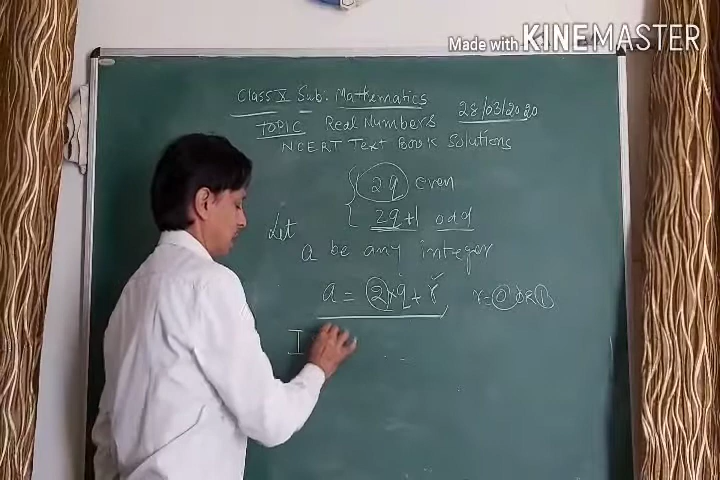 Made with KINEMASTER
Class X Sub: Mathematics
28/03/2020
TOPIC Real Numbers
NCERT Text Book Solutions
2q even
2q+1 odd
Let
a be any integer
a = 2×q + r r=0 OR 1
I